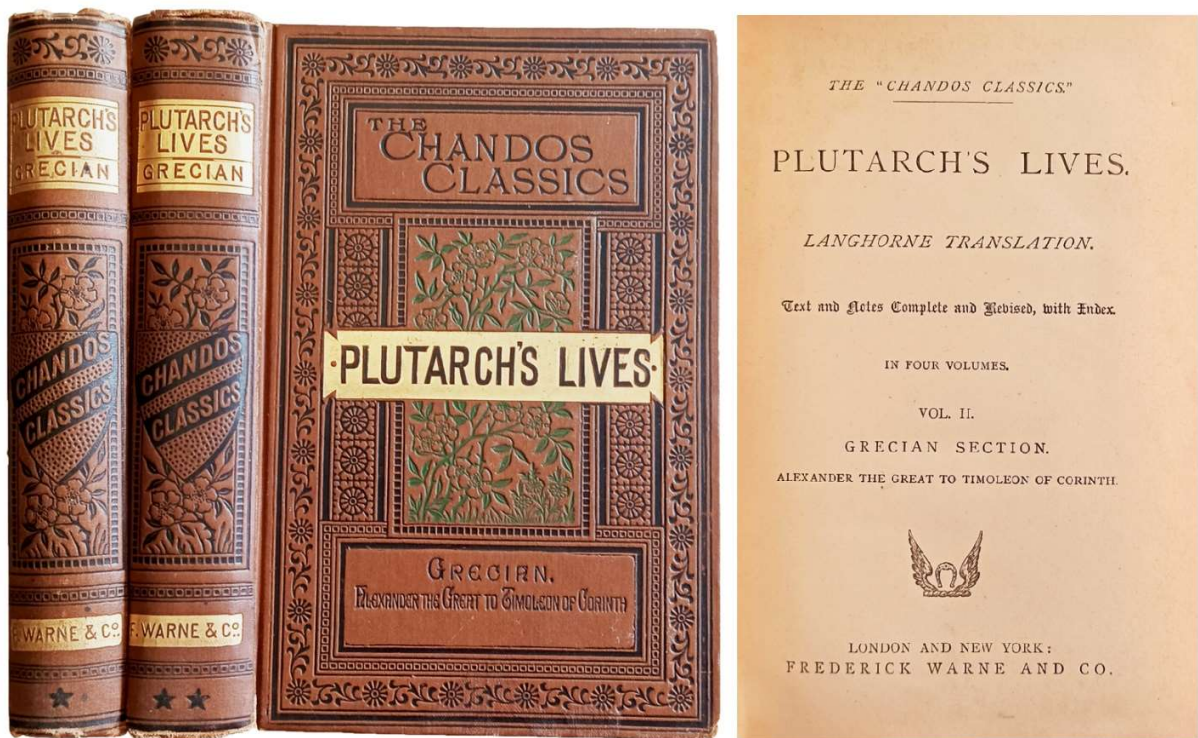 PLUTARCH'S
LIVES
GRECIAN
CHANDOS
CLASSICS
F. WARNE & Co.
PLUTARCH'S
LIVES
GRECIAN
CHANDOS
CLASSICS
F. WARNE & Co.
THE
CHANDOS
CLASSICS
PLUTARCH'S LIVES
GRECIAN.
ALEXANDER THE GREAT TO TIMOLEON OF CORINTH
THE "CHANDOS CLASSICS."
PLUTARCH'S LIVES.
LANGHORNE TRANSLATION.
Text and Notes Complete and Revised, with Index.
IN FOUR VOLUMES.
VOL. II.
GRECIAN SECTION.
ALEXANDER THE GREAT TO TIMOLEON OF CORINTH.
LONDON AND NEW YORK:
FREDERICK WARNE AND CO.